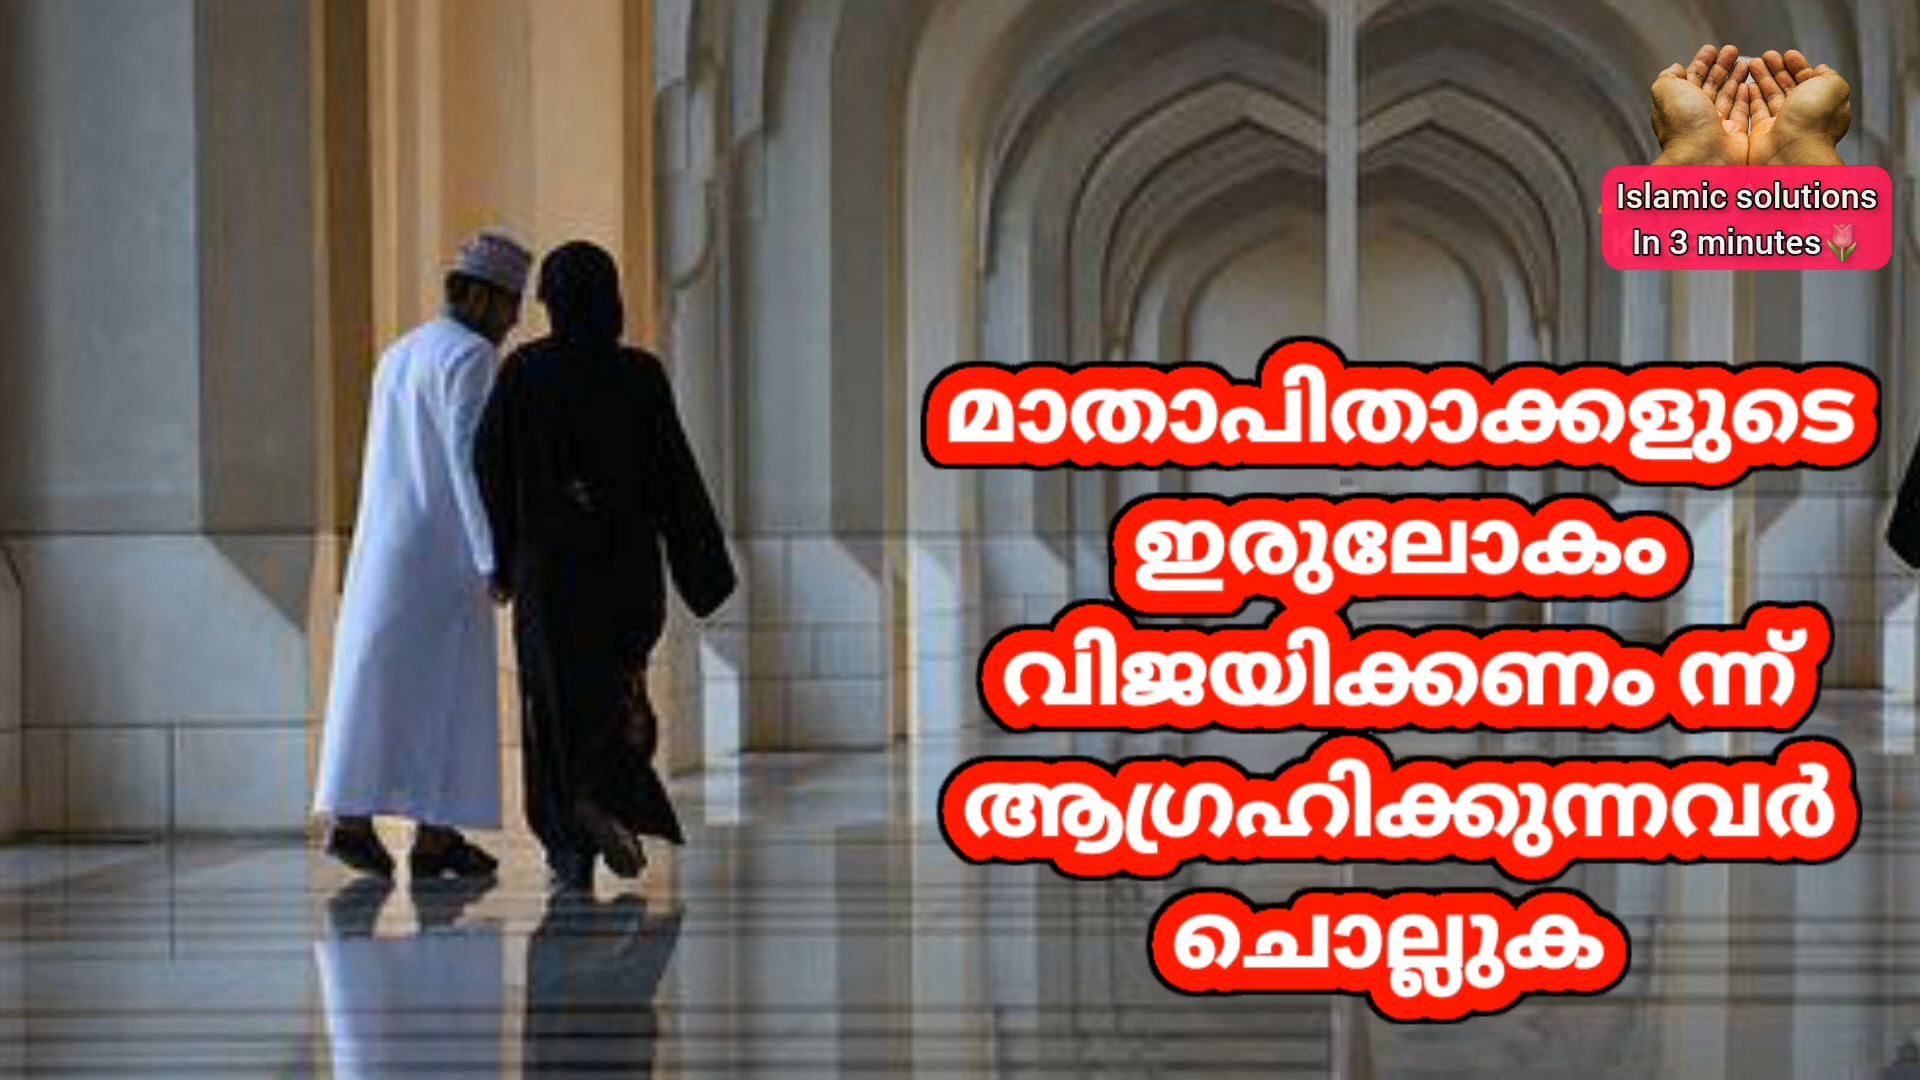 Islamic solutions
In 3 minutes🌷
മാതാപിതാക്കളുടെ
ഇരുലോകം
വിജയിക്കണം ന്ന്
ആഗ്രഹിക്കുന്നവർ
ചൊല്ലുക